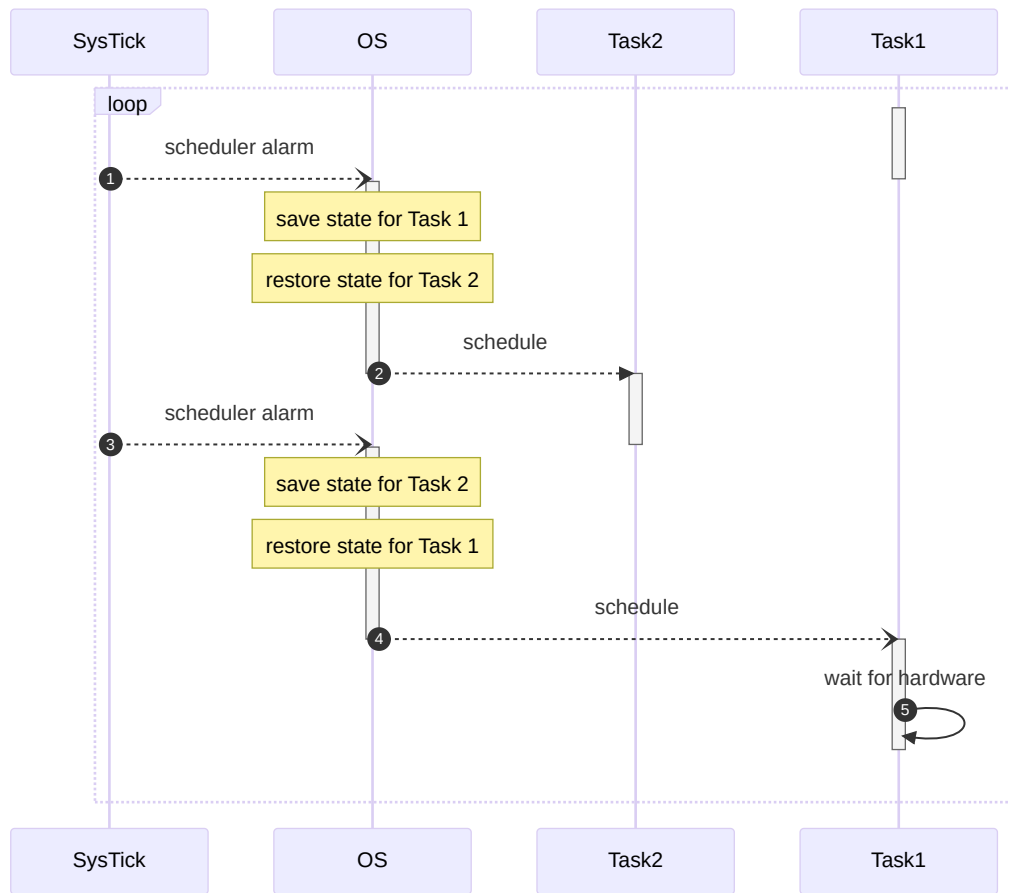 SysTick
OS
Task2
Task1
loop
scheduler alarm
1
save state for Task 1
restore state for Task 2
schedule
2
scheduler alarm
3
save state for Task 2
restore state for Task 1
schedule
4
wait for hardware
5
SysTick
OS
Task2
Task1